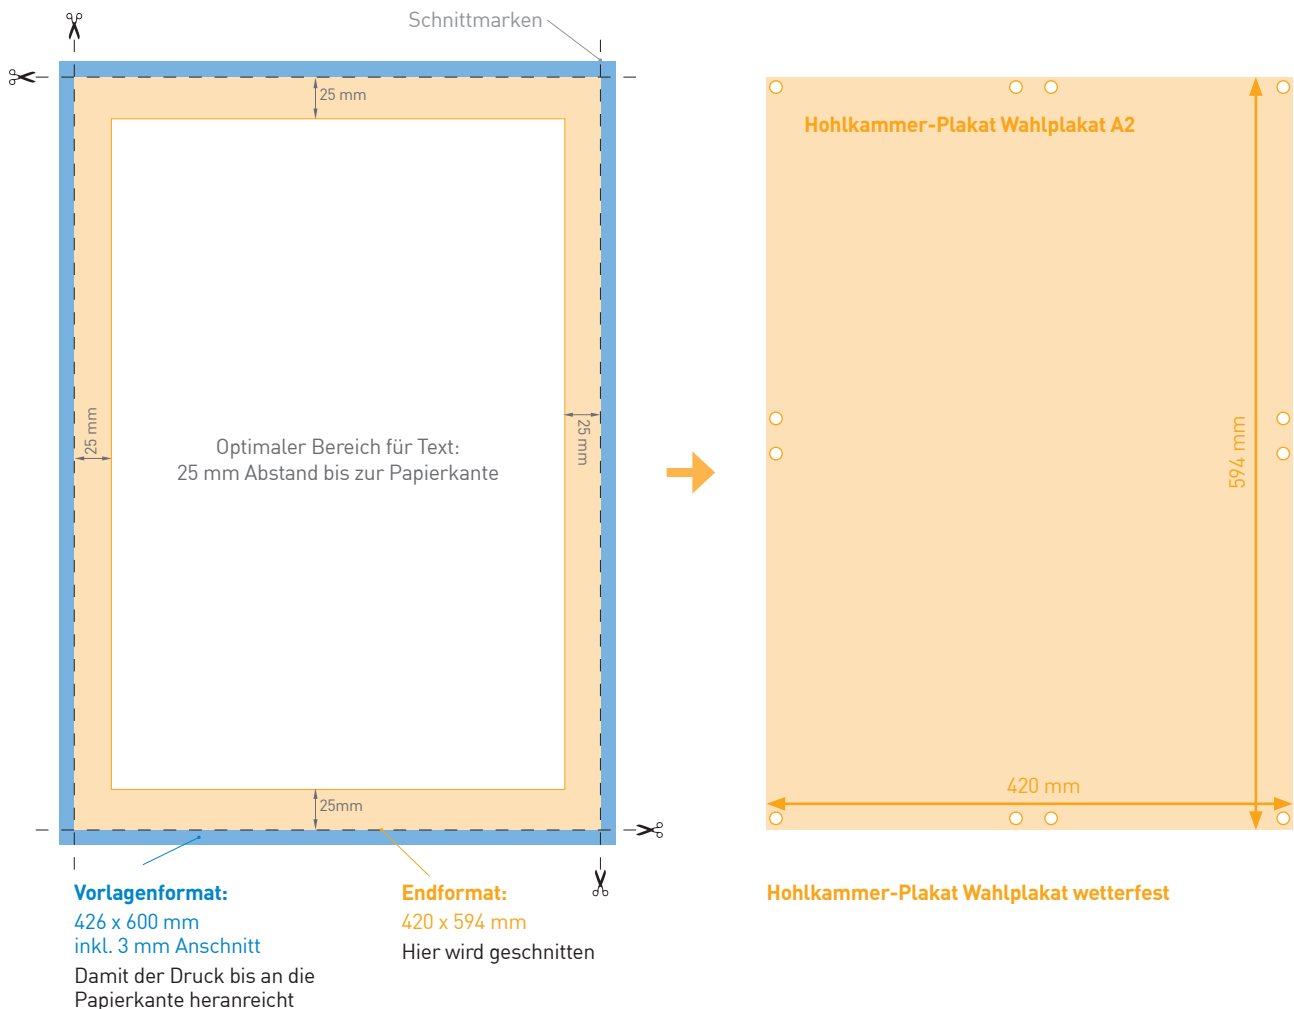 Schnittmarken
25 mm
Hohlkammer-Plakat Wahlplakat A2
25 mm
25 mm
Optimaler Bereich für Text:
25 mm Abstand bis zur Papierkante
594 mm
420 mm
25mm
Vorlagenformat:
426 x 600 mm
inkl. 3 mm Anschnitt
Damit der Druck bis an die
Papierkante heranreicht
Endformat:
420 x 594 mm
Hier wird geschnitten
Hohlkammer-Plakat Wahlplakat wetterfest